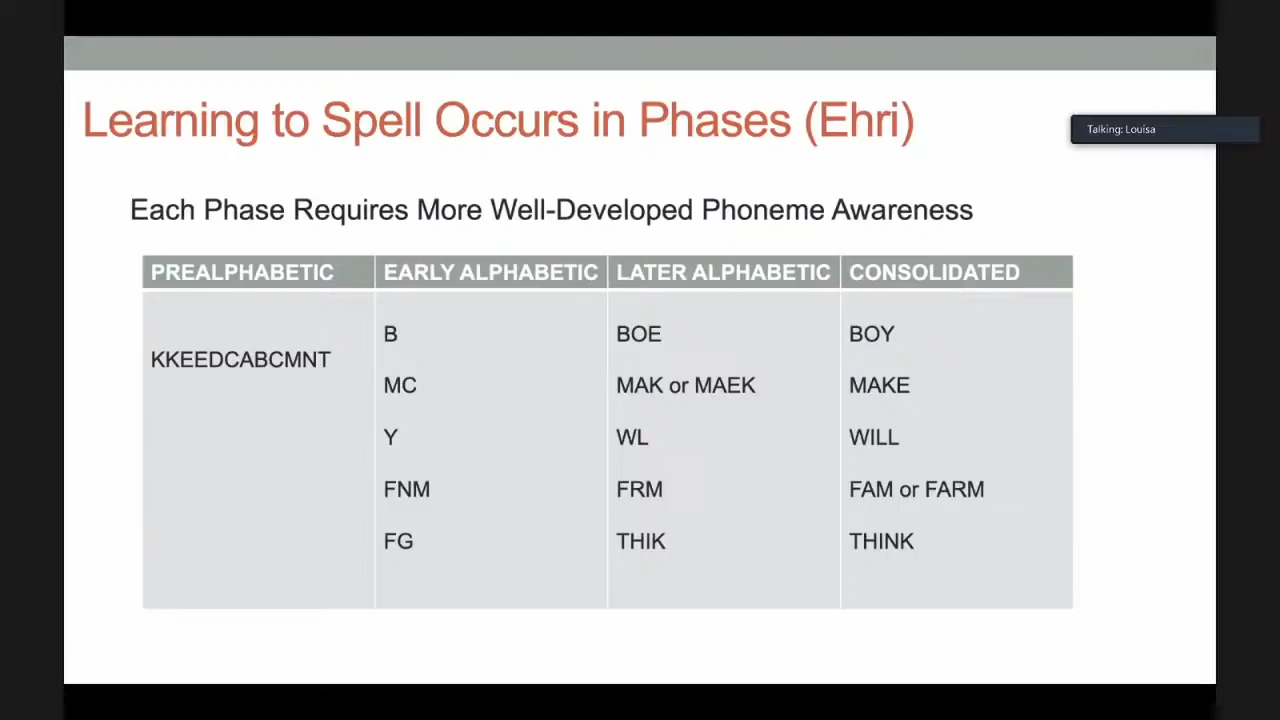 Learning to Spell Occurs in Phases (Ehri)
Talking: Louisa
Each Phase Requires More Well-Developed Phoneme Awareness
PREALPHABETIC EARLY ALPHABETIC LATER ALPHABETIC CONSOLIDATED
B BOE BOY
KKEEDCABCMNT
MC MAK or MAEK MAKE
Y WL WILL
FNM FRM FAM or FARM
FG THIK THINK